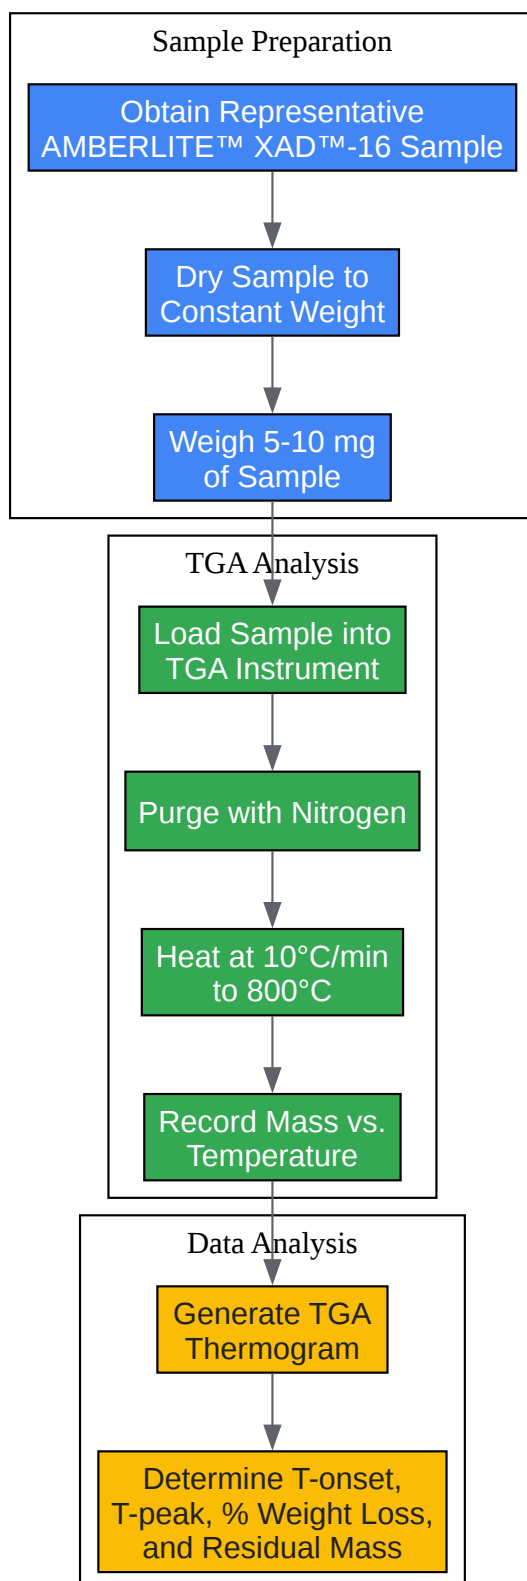 Sample Preparation
Obtain Representative
AMBERLITE™ XAD™-16 Sample
Dry Sample to
Constant Weight
Weigh 5-10 mg
of Sample
TGA Analysis
Load Sample into
TGA Instrument
Purge with Nitrogen
Heat at 10°C/min
to 800°C
Record Mass vs.
Temperature
Data Analysis
Generate TGA
Thermogram
Determine T-onset,
T-peak, % Weight Loss,
and Residual Mass